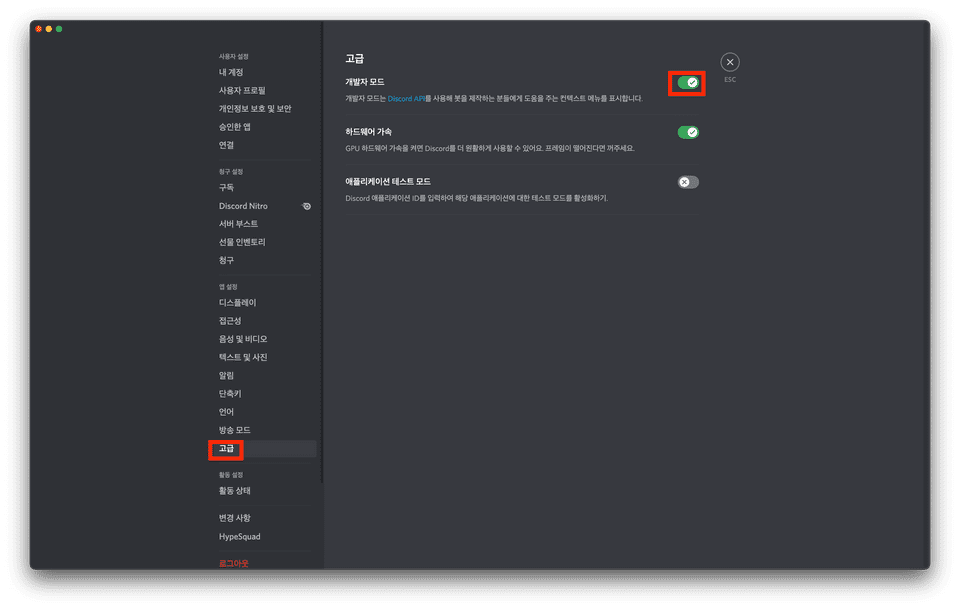 사용자 설정
내 계정
사용자 프로필
개인정보 보호 및 보안
승인한 앱
연결
청구 설정
구독
Discord Nitro
서버 부스트
선물 인벤토리
청구
앱 설정
디스플레이
접근성
음성 및 비디오
텍스트 및 사진
알림
단축키
언어
방송 모드
고급
활동 설정
활동 상태
변경 사항
HypeSquad
로그아웃
고급
개발자 모드
개발자 모드는 Discord API를 사용해 봇을 제작하는 분들에게 도움을 주는 컨텍스트 메뉴를 표시합니다.
하드웨어 가속
GPU 하드웨어 가속을 켜면 Discord를 더 원활하게 사용할 수 있어요. 프레임이 떨어진다면 꺼주세요.
애플리케이션 테스트 모드
Discord 애플리케이션 ID를 입력하여 해당 애플리케이션에 대한 테스트 모드를 활성화하기.
ESC